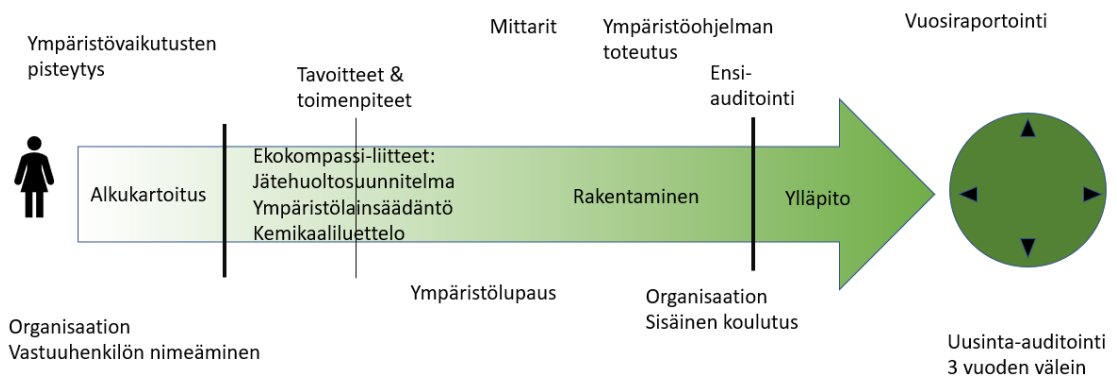 Ympäristövaikutusten
pisteytys
Tavoitteet &
toimenpiteet
Mittarit
Ympäristöohjelman
toteutus
Ensi-
auditointi
Vuosiraportointi
Alkukartoitus
Ekokompassi-liitteet:
Jätehuoltosuunnitelma
Ympäristölainsäädäntö
Kemikaaliluettelo
Rakentaminen
Ylläpito
Organisaation
Vastuuhenkilön nimeäminen
Ympäristölupaus
Organisaation
Sisäinen koulutus
Uusinta-auditointi
3 vuoden välein